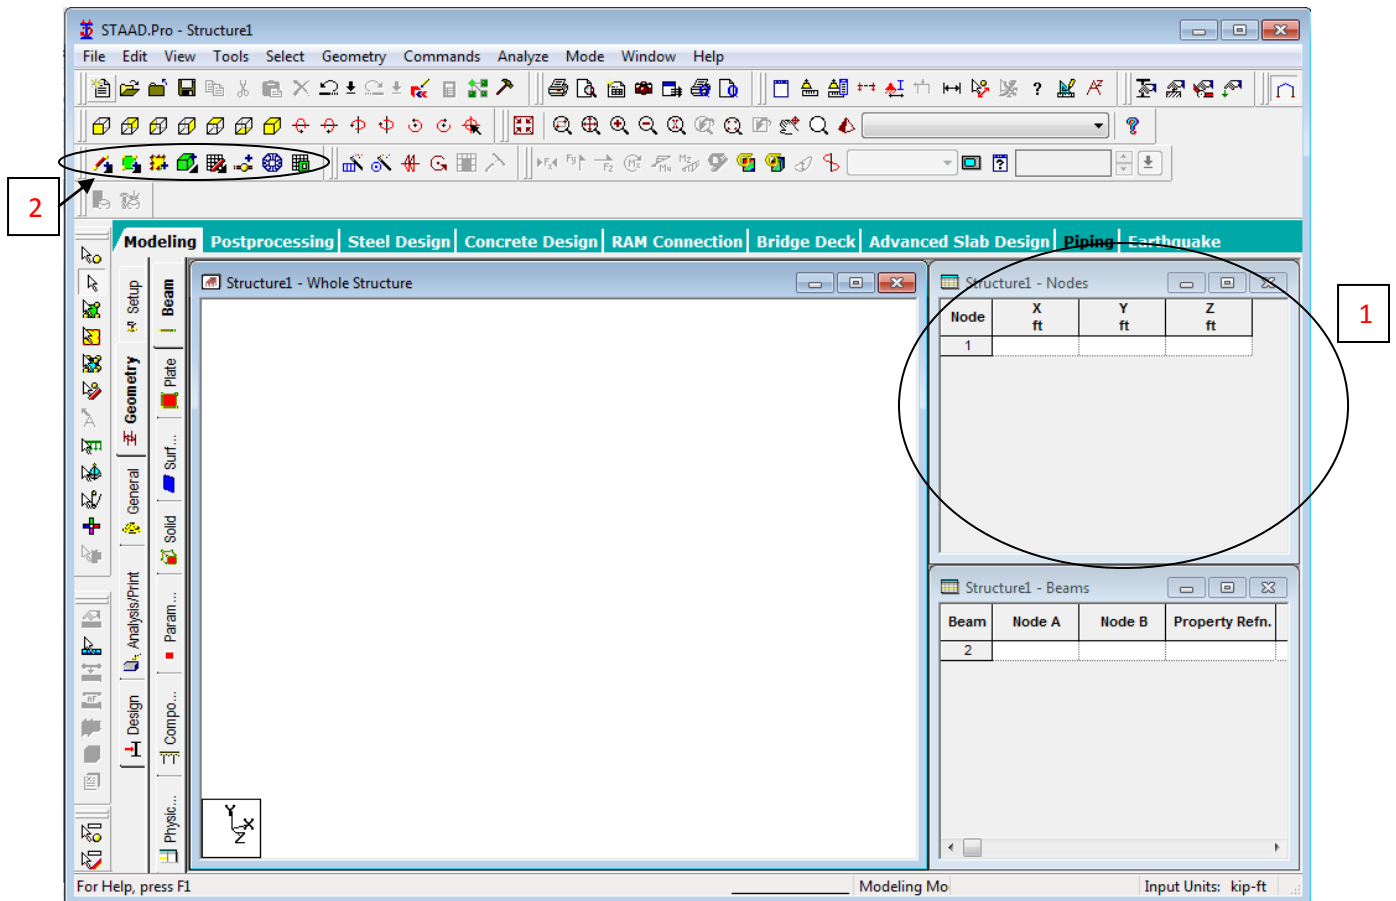 STAAD.Pro - Structure1
File Edit View Tools Select Geometry Commands Analyze Mode Window Help
2
Modeling Postprocessing Steel Design Concrete Design RAM Connection Bridge Deck Advanced Slab Design Piping Earthquake
Setup
Geometry
General
Analysis/Print
Design
Beam
Plate
Surf...
Solid
Param...
Compo...
Physic...
Structure1 - Whole Structure
Y
X
Z
Structure1 - Nodes
Node X ft Y ft Z ft
1
1
Structure1 - Beams
Beam Node A Node B Property Refn.
2
For Help, press F1
Modeling Mo
Input Units: kip-ft